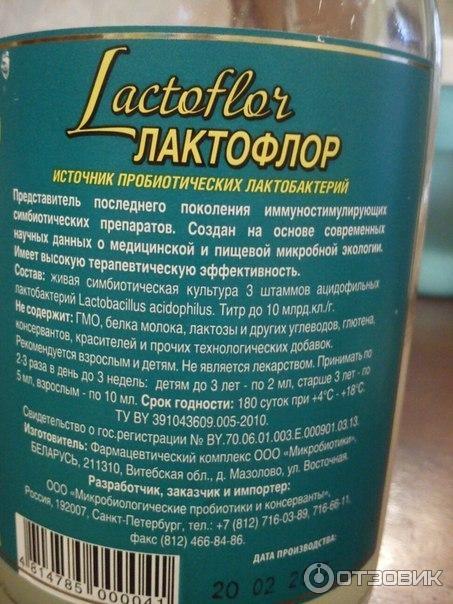 Lactoflor
ЛАКТОФЛОР
ИСТОЧНИК ПРОБИОТИЧЕСКИХ ЛАКТОБАКТЕРИЙ
Представитель последнего поколения иммуностимулирующих
симбиотических препаратов. Создан на основе современных
научных данных о медицинской и пищевой микробной экологии.
Имеет высокую терапевтическую эффективность.
Состав: живая симбиотическая культура 3 штаммов ацидофильных
лактобактерий Lactobacillus acidophilus. Титр до 10 млрд.кл./г.
Не содержит: ГМО, белка молока, лактозы и других углеводов, глютена,
консервантов, красителей и прочих технологических добавок.
Рекомендуется взрослым и детям. Не является лекарством. Принимать по
2-3 раза в день до 3 недель: детям до 3 лет - по 2 мл, старше 3 лет - по
5 мл, взрослым - по 10 мл. Срок годности: 180 суток при +4°С - +18°С.
ТУ BY 391043609.005-2010.
Свидетельство о гос.регистрации № BY.70.06.01.003.Е.000901.03.13.
Изготовитель: Фармацевтический комплекс ООО «Микробиотики»,
БЕЛАРУСЬ, 211310, Витебская обл., д. Мазолово, ул. Восточная.
Разработчик, заказчик и импортер:
ООО «Микробиологические пробиотики и консерванты»,
Россия, 192007, Санкт-Петербург, тел.: +7 (812) 716-03-89, 716-66-11,
факс (812) 466-84-86.
ДАТА ПРОИЗВОДСТВА:
4 814785 000041
20 02 2
ОТЗОВИК